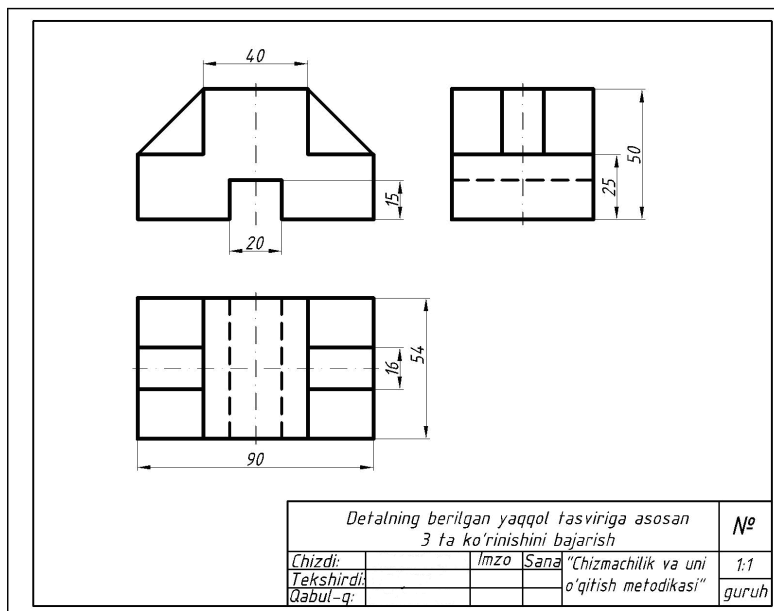 40
50
25
15
20
54
16
90
Detalning berilgan yaqqol tasviriga asosan
3 ta ko'rinishini bajarish
№
Chizdi:
Imzo
Sana
"Chizmachilik va uni
o'qitish metodikasi"
1:1
Tekshirdi:
Qabul-q:
guruh